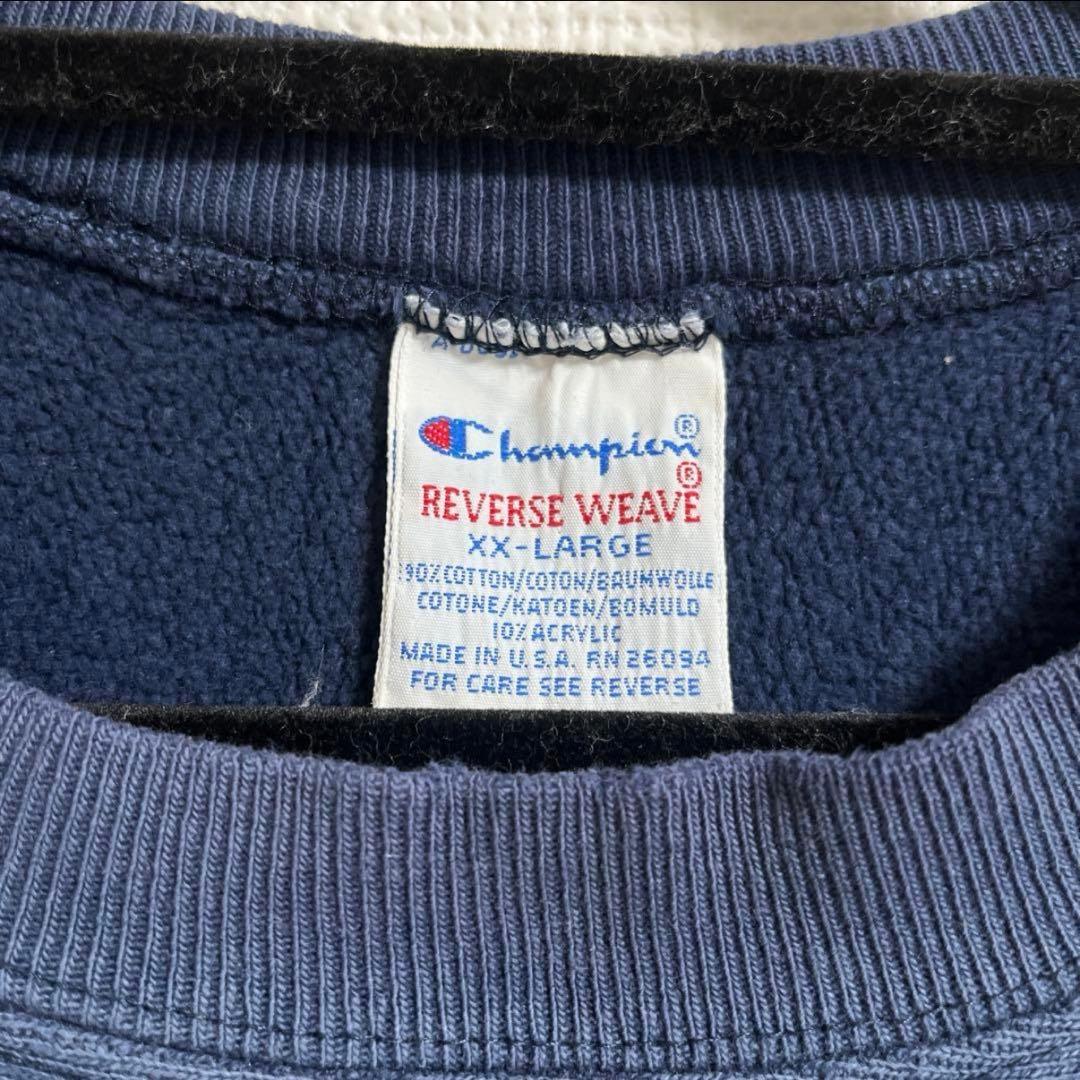 Champion®
REVERSE WEAVE®
XX-LARGE
90% COTTON/COTON/BAUMWOLLE
COTONE/KATOEN/BOMULD
10% ACRYLIC
MADE IN U.S.A. RN 26094
FOR CARE SEE REVERSE